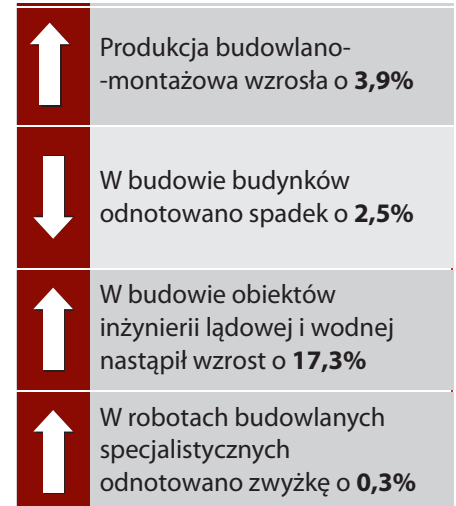 Produkcja budowlano-
-montażowa wzrosła o 3,9%
W budowie budynków
odnotowano spadek o 2,5%
W budowie obiektów
inżynierii lądowej i wodnej
nastąpił wzrost o 17,3%
W robotach budowlanych
specjalistycznych
odnotowano zwyżkę o 0,3%